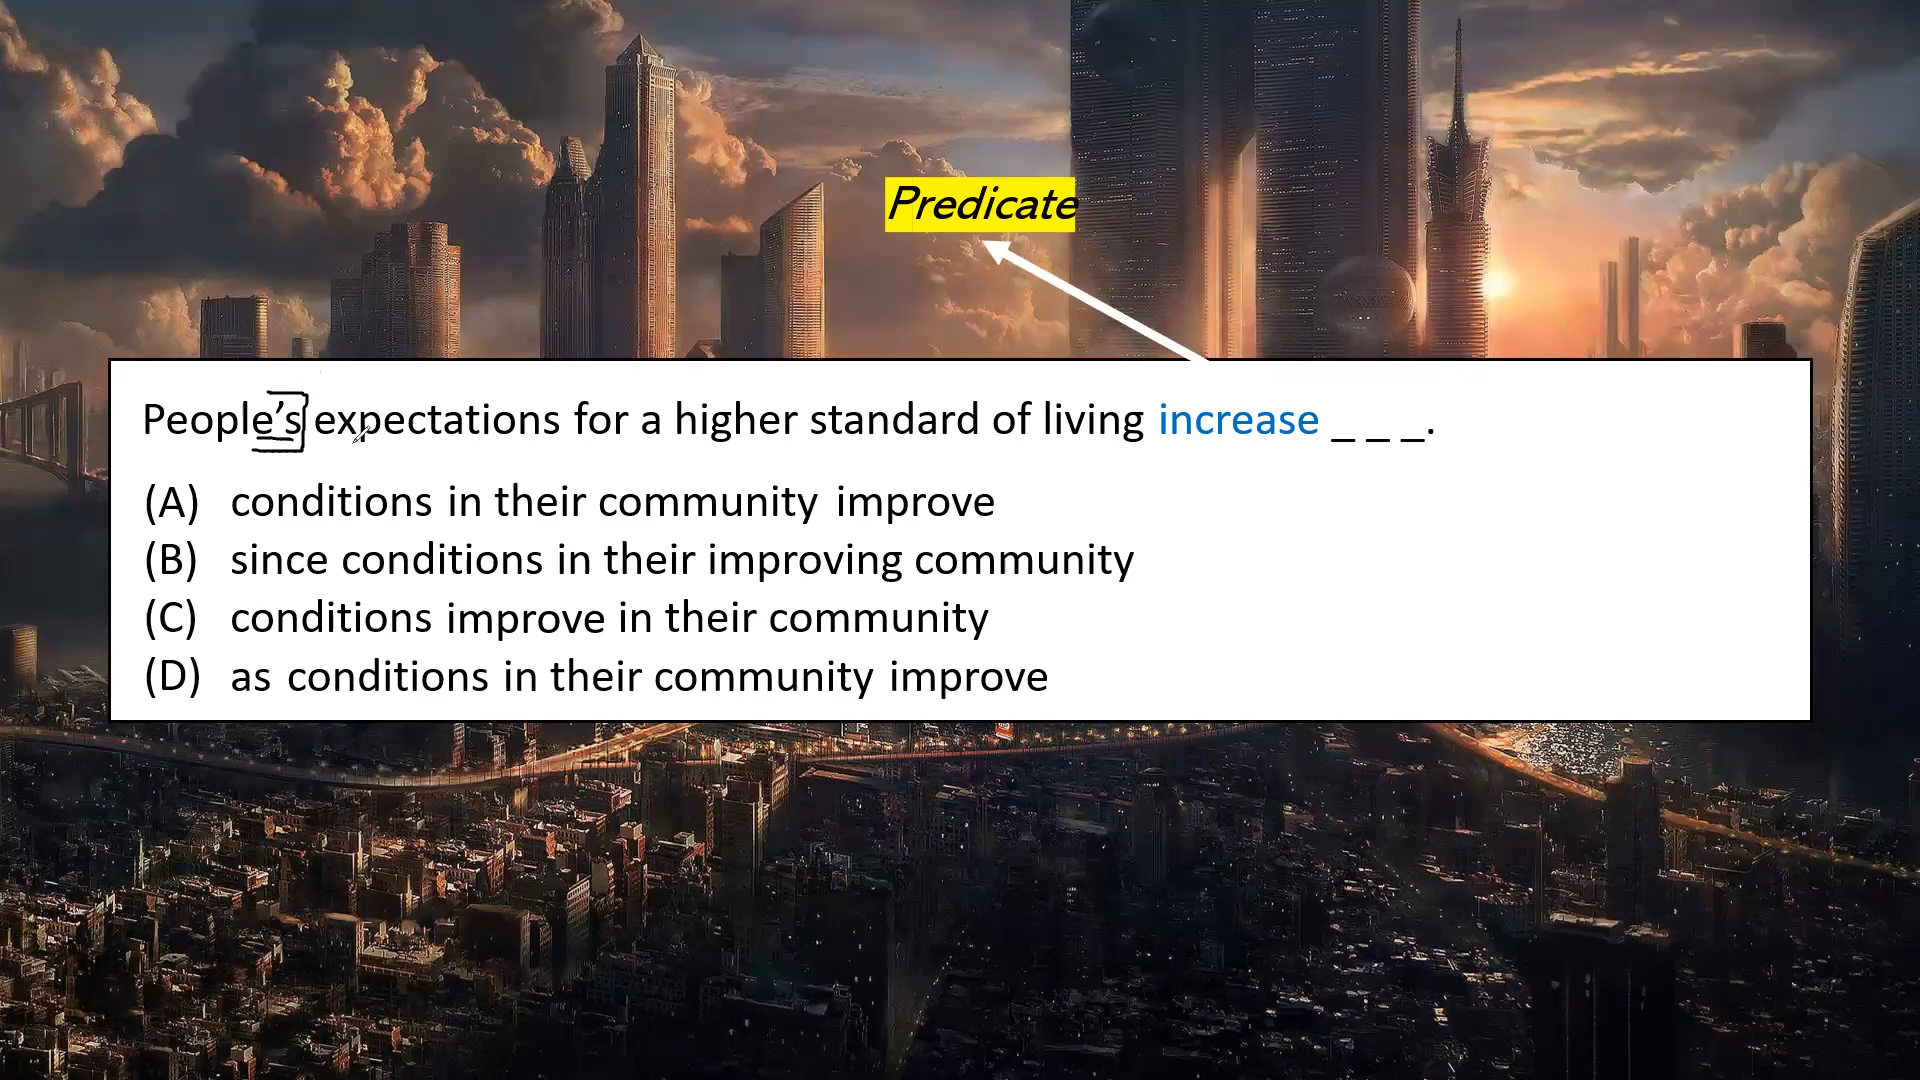 Predicate
People’s expectations for a higher standard of living increase _ _ _.
(A) conditions in their community improve
(B) since conditions in their improving community
(C) conditions improve in their community
(D) as conditions in their community improve